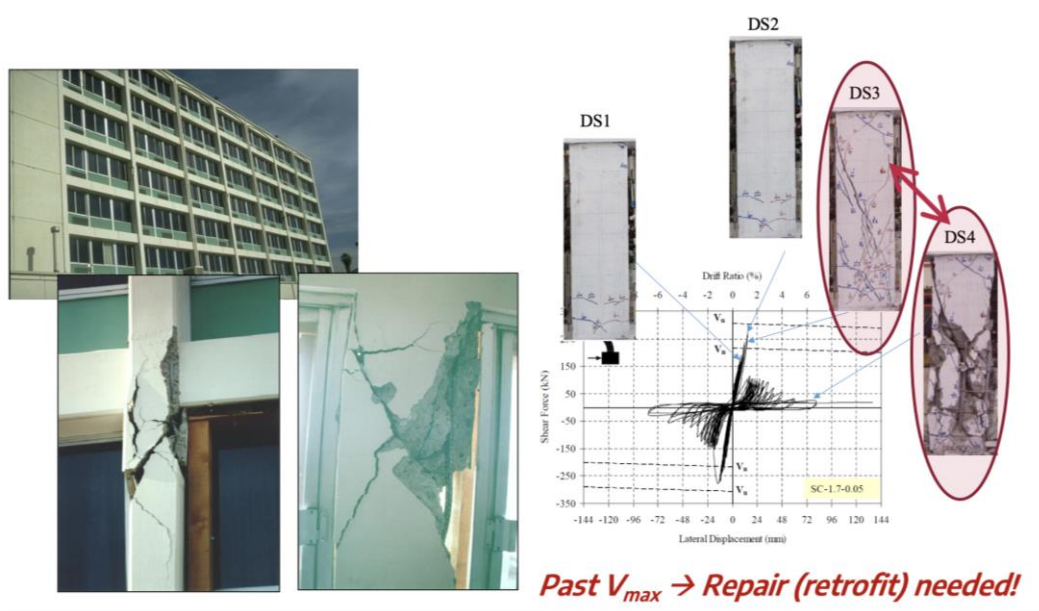 DS2
DS3
DS1
DS4
Drift Ratio (%)
-6 -4 -2 0 2 4 6
Vu
Vn
150
50
-50
-150
-250
-350
Shear Force (kN)
Vn
Vu
SC-1.7-0.05
-144 -120 -96 -72 -48 -24 0 24 48 72 96 120 144
Lateral Displacement (mm)
Past Vmax → Repair (retrofit) needed!